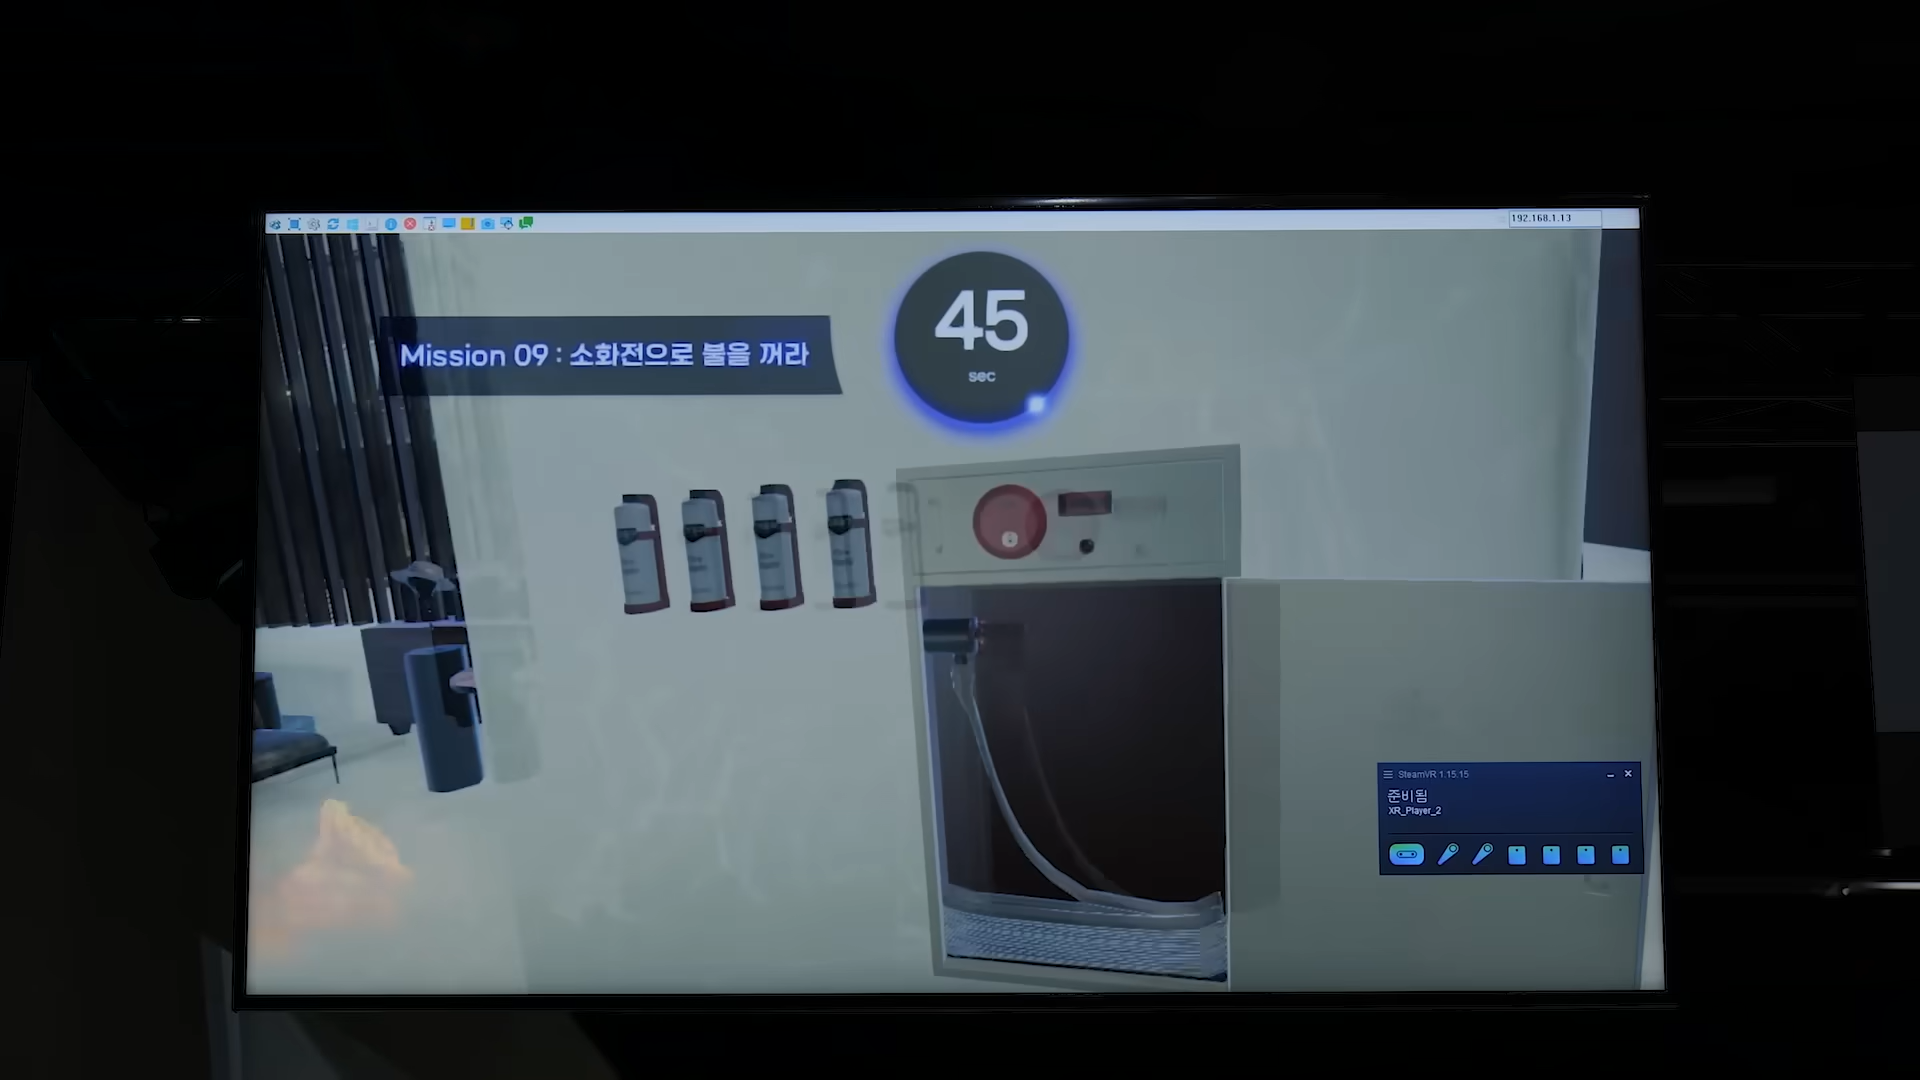 192.168.1.13
45
sec
Mission 09 : 소화전으로 불을 꺼라
SteamVR 1.15.15
준비됨
XR_Player_2